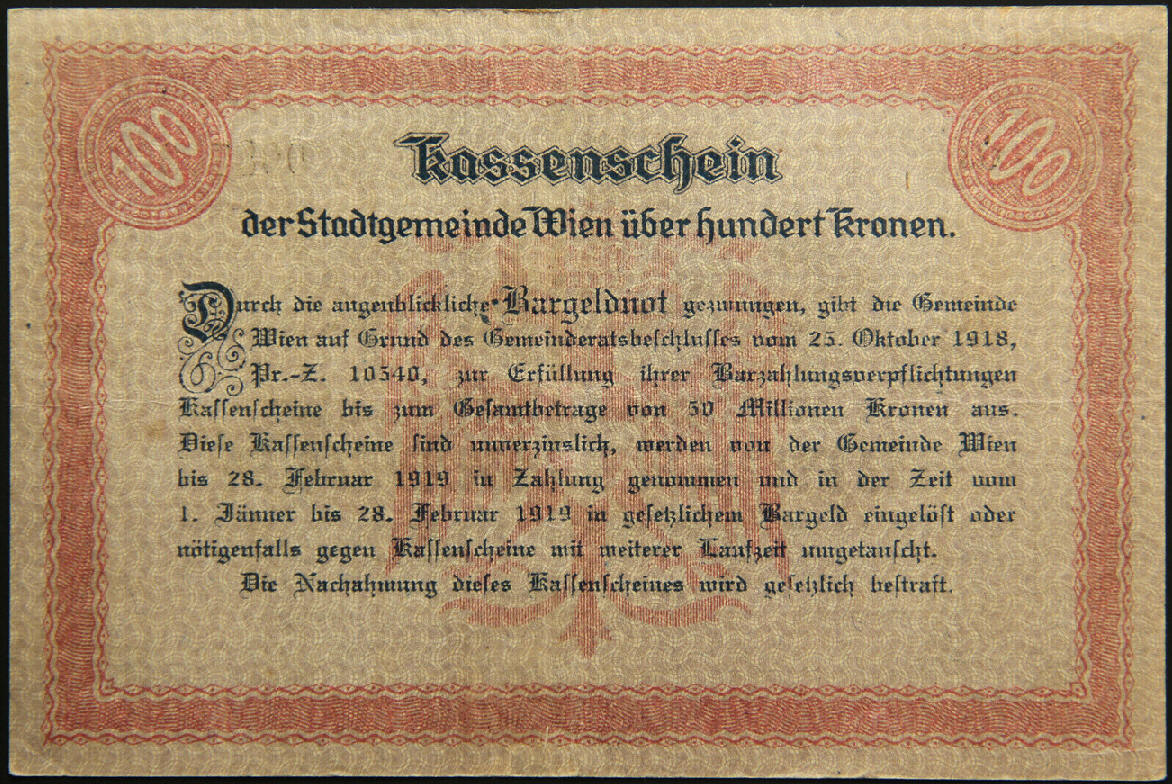 100 100
Kassenschein
der Stadtgemeinde Wien über hundert Kronen.
Durch die augenblickliche Bargeldnot gezwungen, gibt die Gemeinde
Wien auf Grund des Gemeinderatsbeschlusses vom 25. Oktober 1918,
Pr.-Z. 10540, zur Erfüllung ihrer Barzahlungsverpflichtungen
Kassenscheine bis zum Gesamtbetrage von 50 Millionen Kronen aus.
Diese Kassenscheine sind unverzinslich, werden von der Gemeinde Wien
bis 28. Februar 1919 in Zahlung genommen und in der Zeit vom
1. Jänner bis 28. Februar 1919 in gesetzlichem Bargeld eingelöst oder
nötigenfalls gegen Kassenscheine mit weiterer Laufzeit umgetauscht.
Die Nachahmung dieses Kassenscheines wird gesetzlich bestraft.